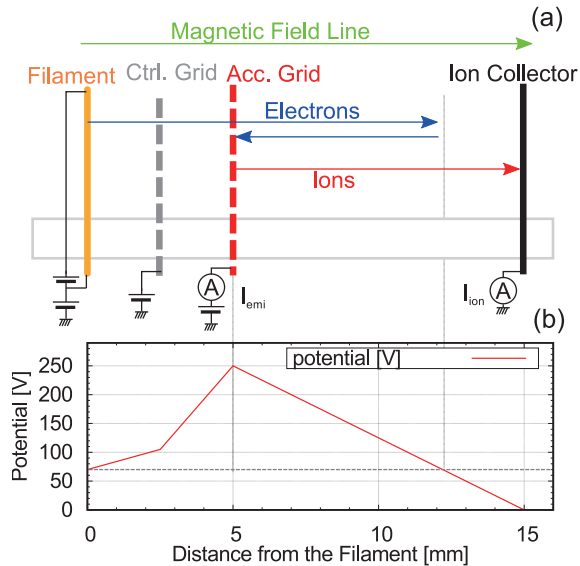 (a)
Magnetic Field Line
Filament
Ctrl. Grid
Acc. Grid
Ion Collector
Electrons
Ions
A
I_emi
I_ion
A
(b)
potential [V]
Potential [V]
250
200
150
100
50
0
0
5
10
15
Distance from the Filament [mm]